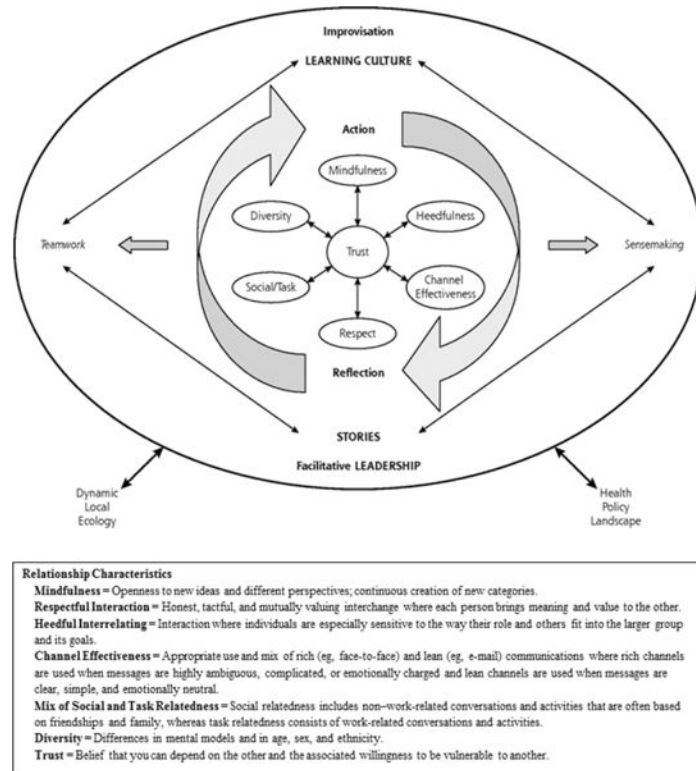 Improvisation
LEARNING CULTURE
Action
Mindfulness
Diversity
Heedfulness
Teamwork
Trust
Sensemaking
Social/Task
Channel
Effectiveness
Respect
Reflection
STORIES
Facilitative LEADERSHIP
Dynamic
Local
Ecology
Health
Policy
Landscape
Relationship Characteristics
Mindfulness = Openness to new ideas and different perspectives; continuous creation of new categories.
Respectful Interaction = Honest, tactful, and mutually valuing interchange where each person brings meaning and value to the other.
Heedful Interrelating = Interaction where individuals are especially sensitive to the way their role and others fit into the larger group
and its goals.
Channel Effectiveness = Appropriate use and mix of rich (eg, face-to-face) and lean (eg, e-mail) communications where rich channels
are used when messages are highly ambiguous, complicated, or emotionally charged and lean channels are used when messages are
clear, simple, and emotionally neutral.
Mix of Social and Task Relatedness = Social relatedness includes non–work-related conversations and activities that are often based
on friendships and family, whereas task relatedness consists of work-related conversations and activities.
Diversity = Differences in mental models and in age, sex, and ethnicity.
Trust = Belief that you can depend on the other and the associated willingness to be vulnerable to another.